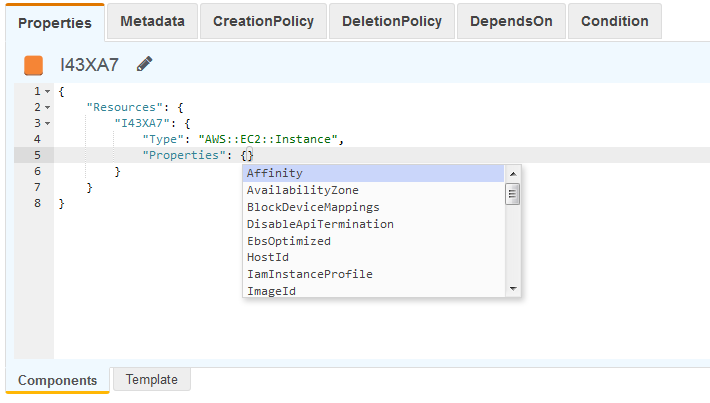 Properties Metadata CreationPolicy DeletionPolicy DependsOn Condition
I43XA7
1 {
2 "Resources": {
3 "I43XA7": {
4 "Type": "AWS::EC2::Instance",
5 "Properties": {}
6 }
7 }
8 }
Affinity
AvailabilityZone
BlockDeviceMappings
DisableApiTermination
EbsOptimized
HostId
IamInstanceProfile
ImageId
Components Template